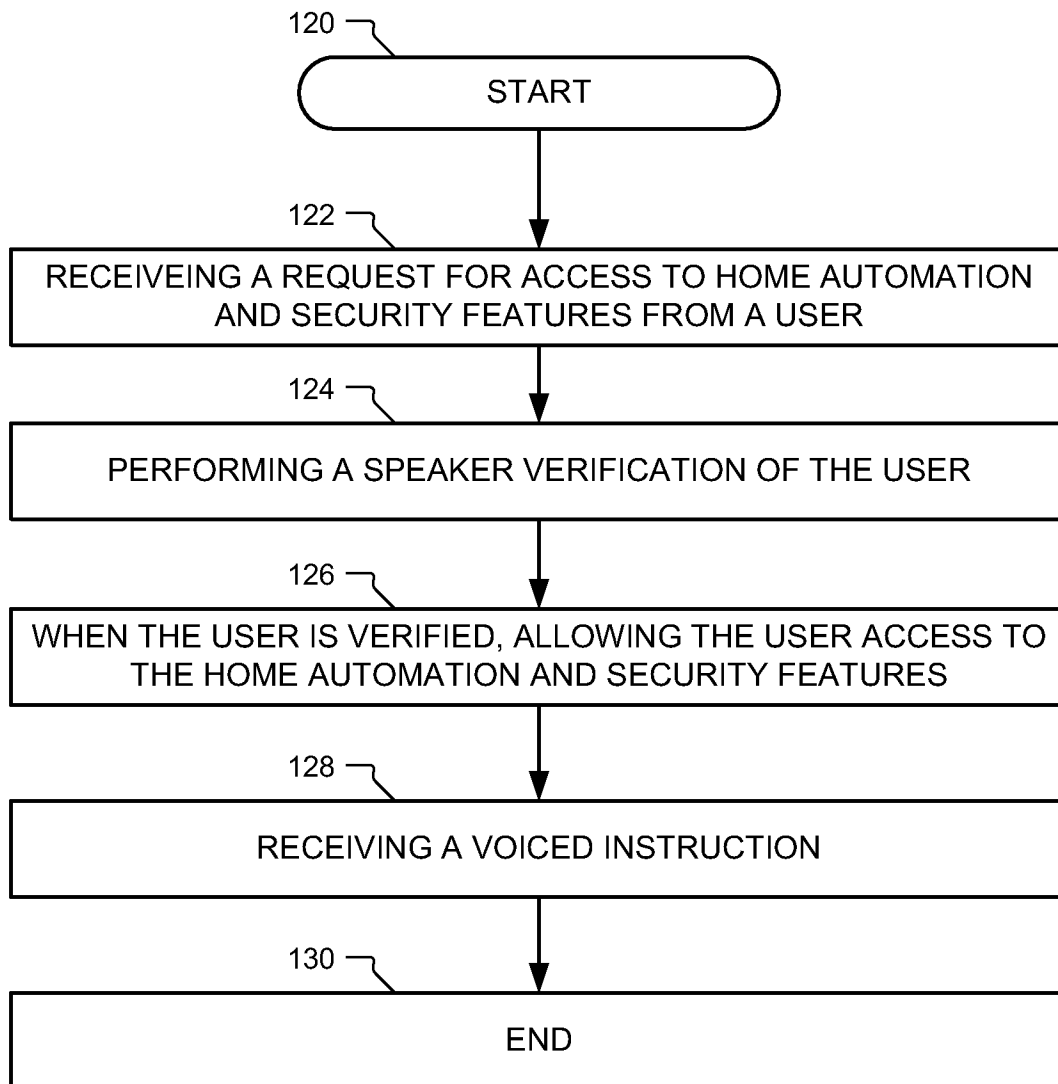 120
START
122
RECEIVEING A REQUEST FOR ACCESS TO HOME AUTOMATION
AND SECURITY FEATURES FROM A USER
124
PERFORMING A SPEAKER VERIFICATION OF THE USER
126
WHEN THE USER IS VERIFIED, ALLOWING THE USER ACCESS TO
THE HOME AUTOMATION AND SECURITY FEATURES
128
RECEIVING A VOICED INSTRUCTION
130
END